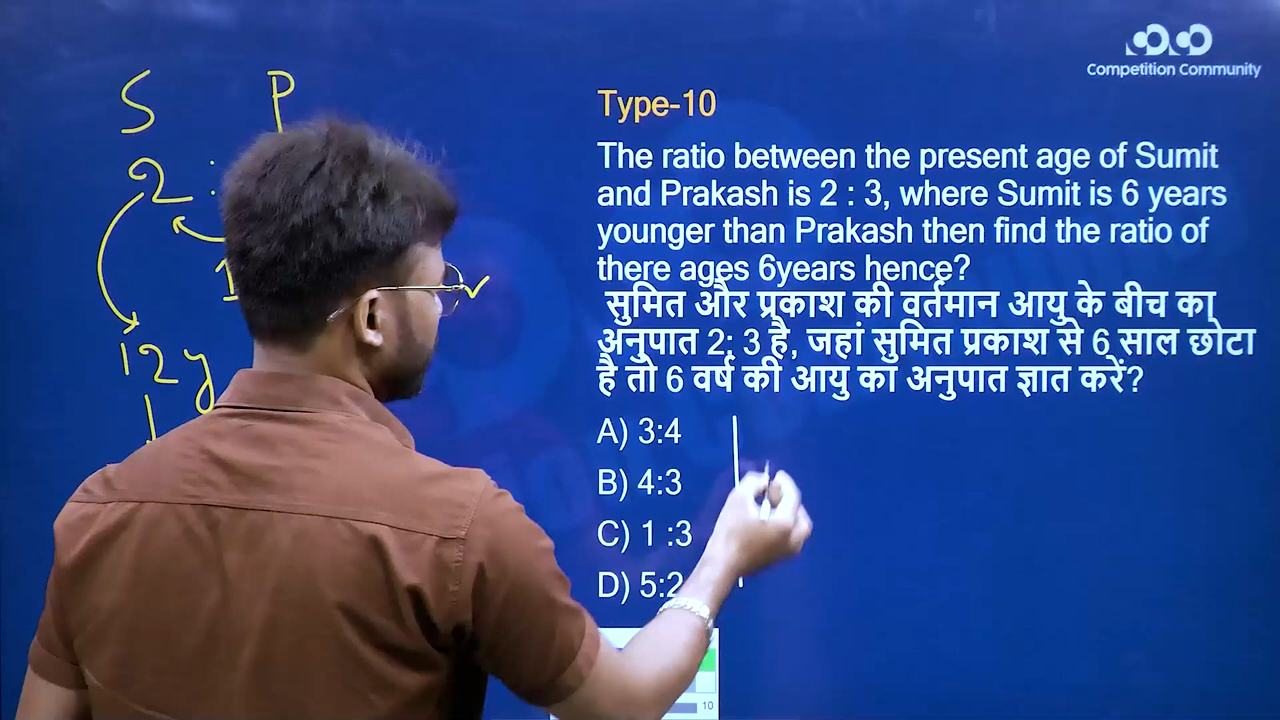 Competition Community
S P
2 :
1
12y
Type-10
The ratio between the present age of Sumit
and Prakash is 2 : 3, where Sumit is 6 years
younger than Prakash then find the ratio of
there ages 6years hence?
सुमित और प्रकाश की वर्तमान आयु के बीच का
अनुपात 2: 3 है, जहां सुमित प्रकाश से 6 साल छोटा
है तो 6 वर्ष की आयु का अनुपात ज्ञात करें?
A) 3:4
B) 4:3
C) 1 :3
D) 5:2
10